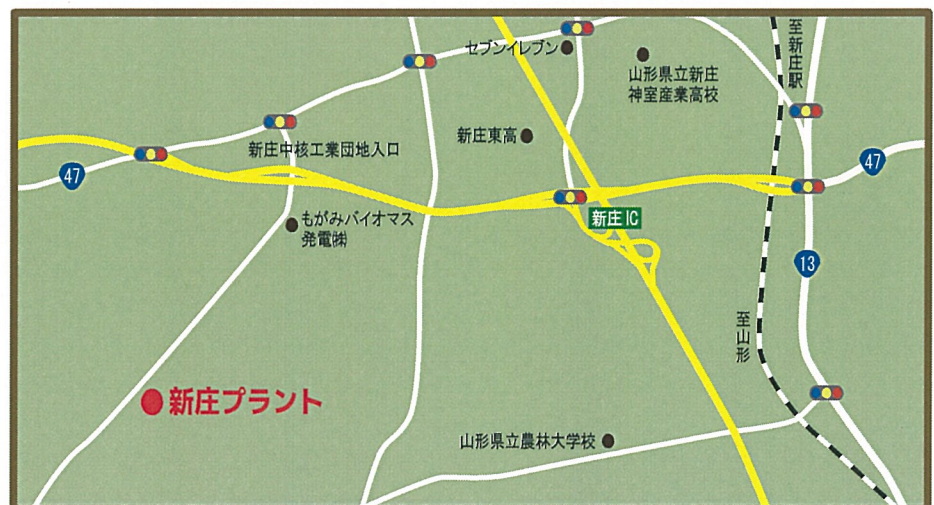 至新庄駅
セブンイレブン
山形県立新庄
神室産業高校
新庄東高
新庄中核工業団地入口
47
47
新庄IC
もがみバイオマス
発電㈱
13
至山形
新庄プラント
山形県立農林大学校